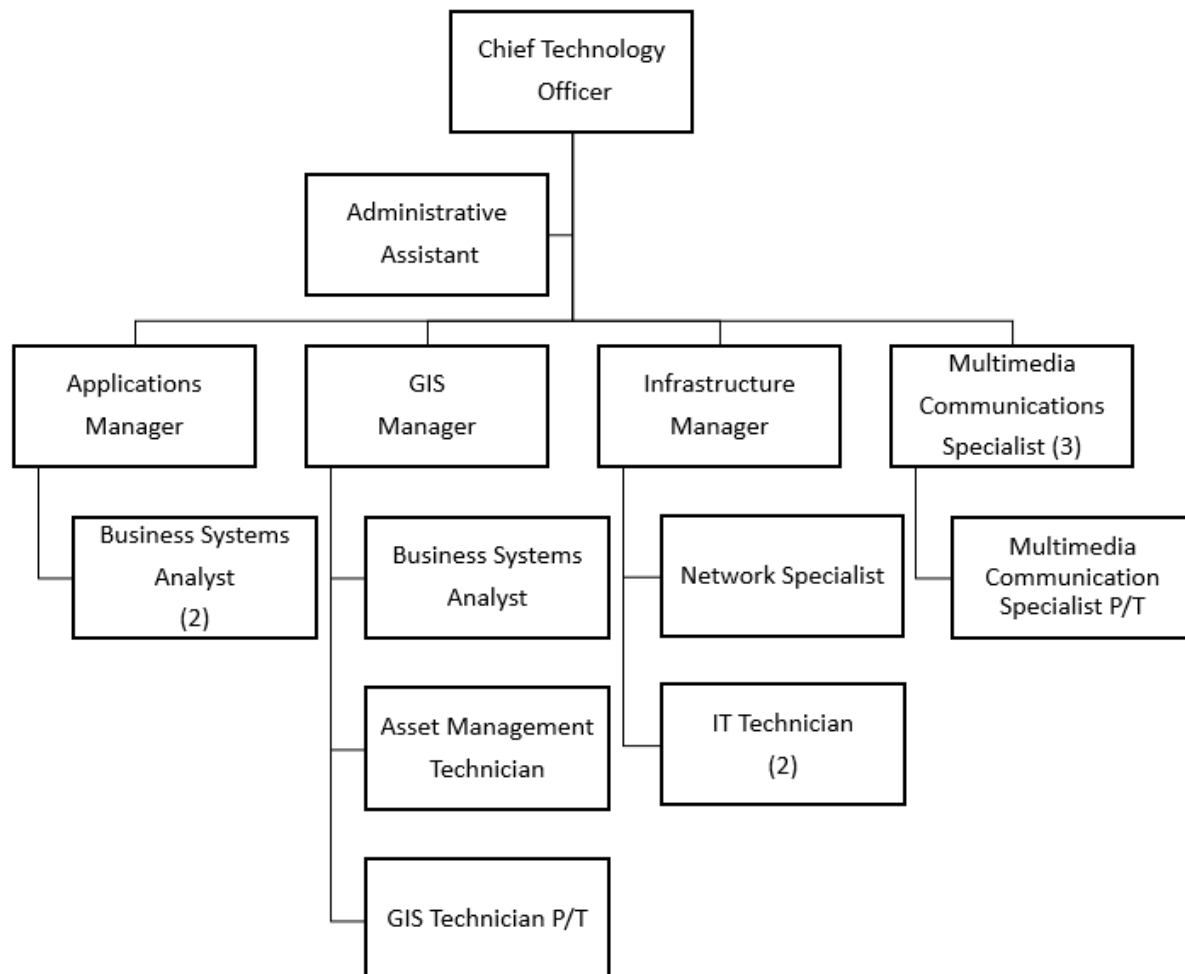 Chief Technology
Officer
Administrative
Assistant
Applications
Manager
GIS
Manager
Infrastructure
Manager
Multimedia
Communications
Specialist (3)
Business Systems
Analyst
(2)
Business Systems
Analyst
Network Specialist
Multimedia
Communication
Specialist P/T
Asset Management
Technician
IT Technician
(2)
GIS Technician P/T